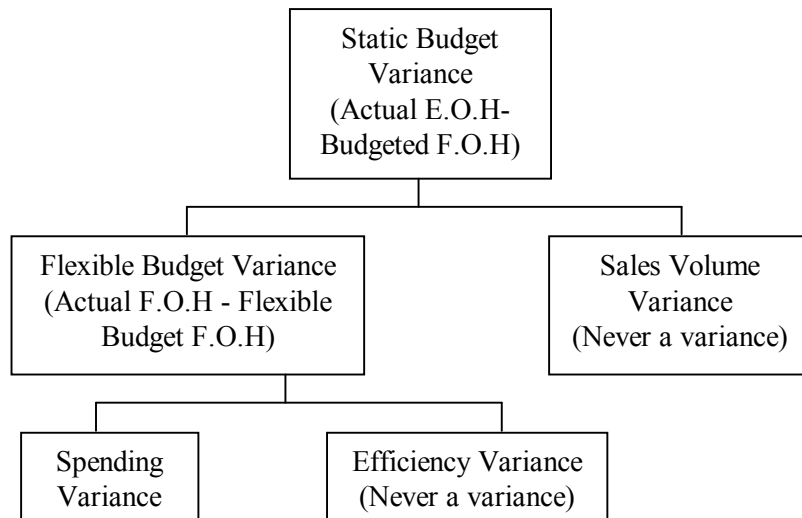 Static Budget
Variance
(Actual E.O.H-
Budgeted F.O.H)
Flexible Budget Variance
(Actual F.O.H - Flexible
Budget F.O.H)
Sales Volume
Variance
(Never a variance)
Spending
Variance
Efficiency Variance
(Never a variance)